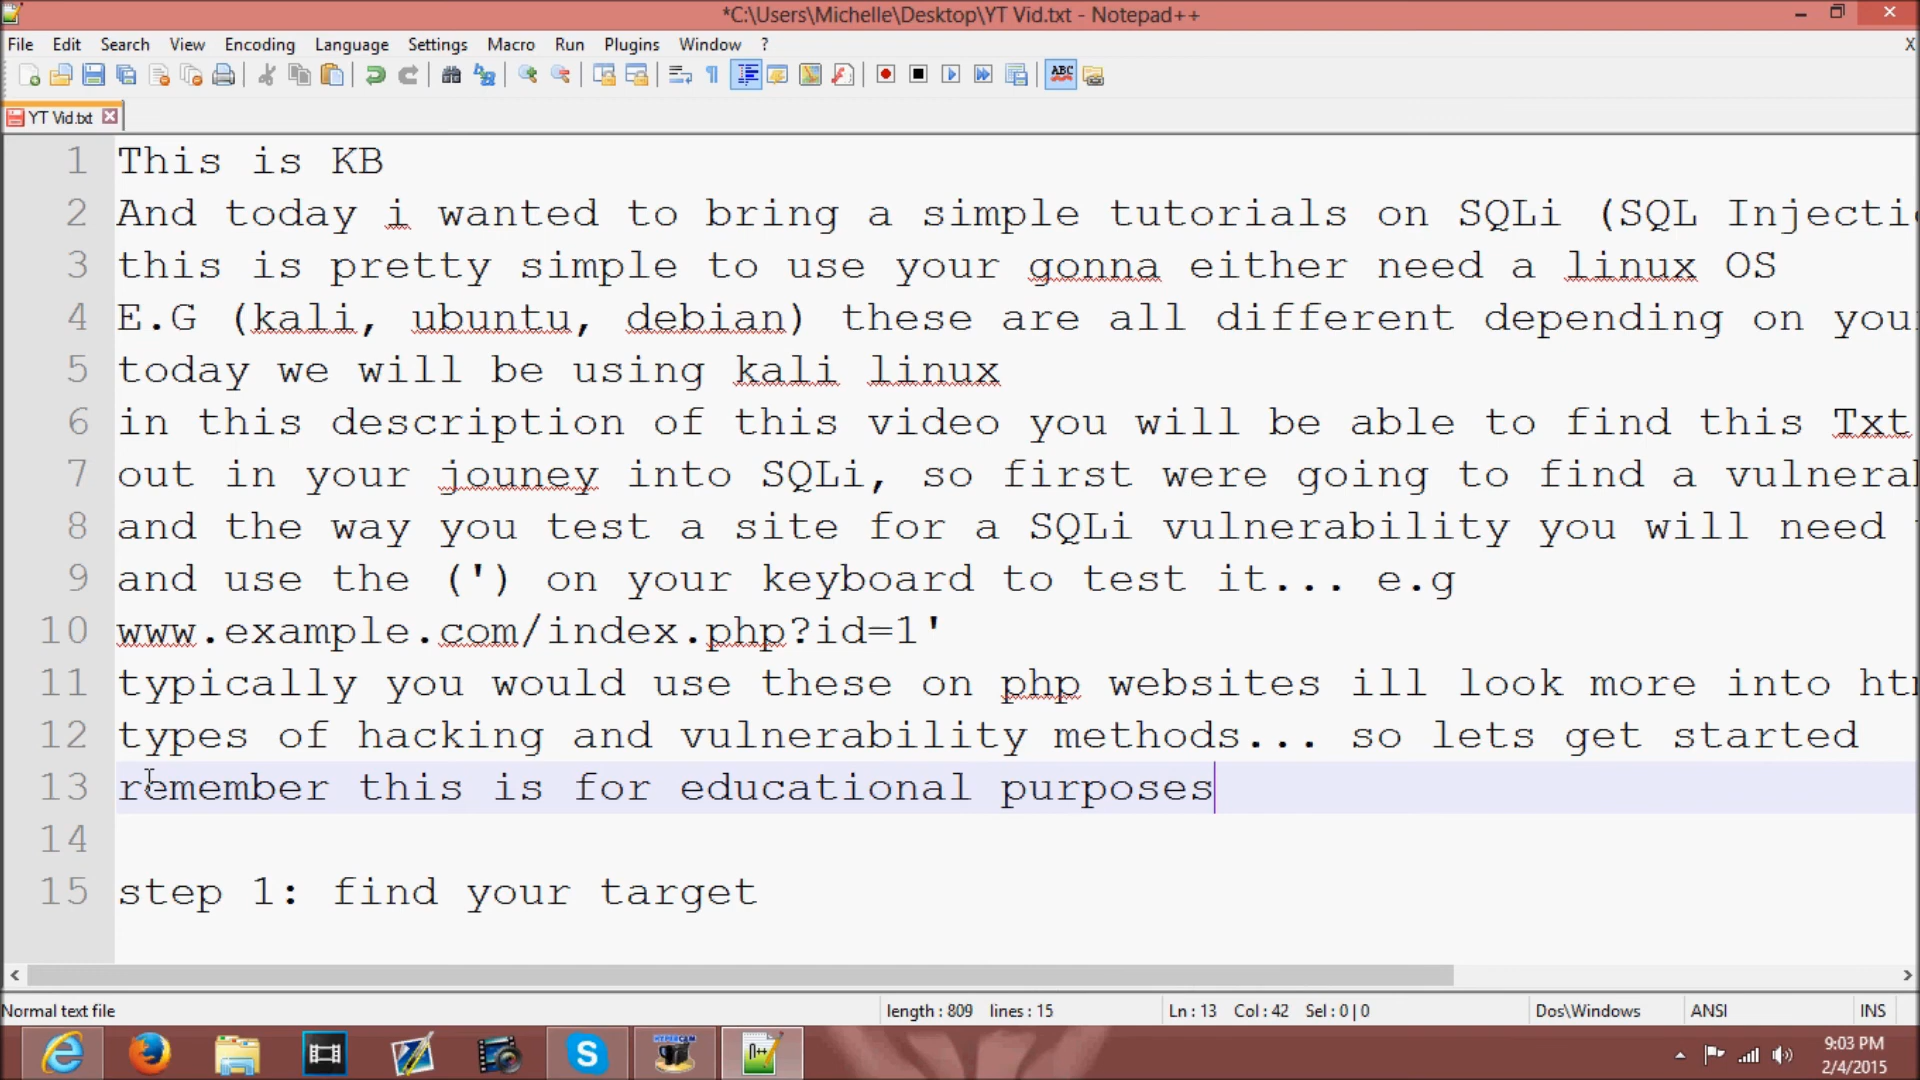 *C:\Users\Michelle\Desktop\YT Vid.txt - Notepad++
File Edit Search View Encoding Language Settings Macro Run Plugins Window ? X
ABC
YT Vid.txt
1 This is KB
2 And today i wanted to bring a simple tutorials on SQLi (SQL Injecti
3 this is pretty simple to use your gonna either need a linux OS
4 E.G (kali, ubuntu, debian) these are all different depending on you
5 today we will be using kali linux
6 in this description of this video you will be able to find this Txt
7 out in your jouney into SQLi, so first were going to find a vulnera
8 and the way you test a site for a SQLi vulnerability you will need
9 and use the (') on your keyboard to test it... e.g
10 www.example.com/index.php?id=1'
11 typically you would use these on php websites ill look more into ht
12 types of hacking and vulnerability methods... so lets get started
13 remember this is for educational purposes
14
15 step 1: find your target
Normal text file length : 809 lines : 15 Ln : 13 Col : 42 Sel : 0 | 0 Dos\Windows ANSI INS
9:03 PM
2/4/2015